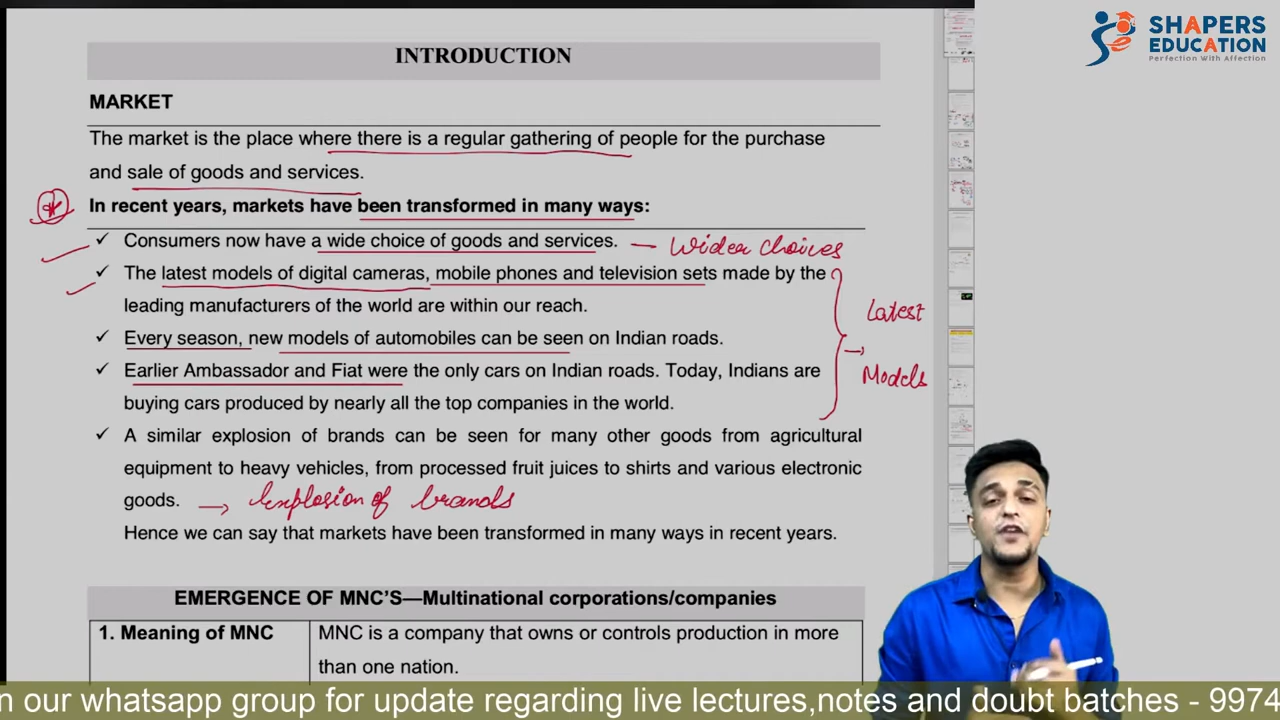 SHAPERS
EDUCATION
Perfection With Affection
INTRODUCTION
MARKET
The market is the place where there is a regular gathering of people for the purchase
and sale of goods and services.
In recent years, markets have been transformed in many ways:
✓ Consumers now have a wide choice of goods and services. — Wider choices
✓ The latest models of digital cameras, mobile phones and television sets made by the
leading manufacturers of the world are within our reach.
Latest
✓ Every season, new models of automobiles can be seen on Indian roads.
✓ Earlier Ambassador and Fiat were the only cars on Indian roads. Today, Indians are
Models
buying cars produced by nearly all the top companies in the world.
✓ A similar explosion of brands can be seen for many other goods from agricultural
equipment to heavy vehicles, from processed fruit juices to shirts and various electronic
goods. → Explosion of brands
Hence we can say that markets have been transformed in many ways in recent years.
EMERGENCE OF MNC'S—Multinational corporations/companies
1. Meaning of MNC MNC is a company that owns or controls production in more
than one nation.
n our whatsapp group for update regarding live lectures,notes and doubt batches - 9974